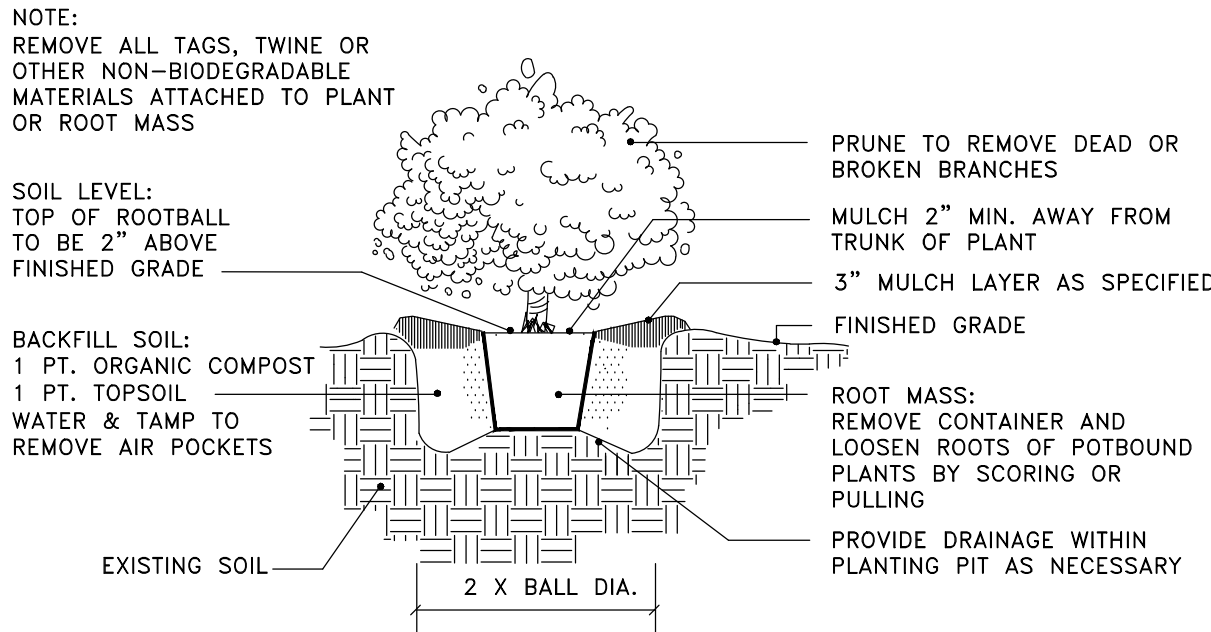 NOTE:
REMOVE ALL TAGS, TWINE OR
OTHER NON-BIODEGRADABLE
MATERIALS ATTACHED TO PLANT
OR ROOT MASS
SOIL LEVEL:
TOP OF ROOTBALL
TO BE 2” ABOVE
FINISHED GRADE
BACKFILL SOIL:
1 PT. ORGANIC COMPOST
1 PT. TOPSOIL
WATER & TAMP TO
REMOVE AIR POCKETS
EXISTING SOIL
2 X BALL DIA.
PRUNE TO REMOVE DEAD OR
BROKEN BRANCHES
MULCH 2” MIN. AWAY FROM
TRUNK OF PLANT
3” MULCH LAYER AS SPECIFIED
FINISHED GRADE
ROOT MASS:
REMOVE CONTAINER AND
LOOSEN ROOTS OF POTBOUND
PLANTS BY SCORING OR
PULLING
PROVIDE DRAINAGE WITHIN
PLANTING PIT AS NECESSARY